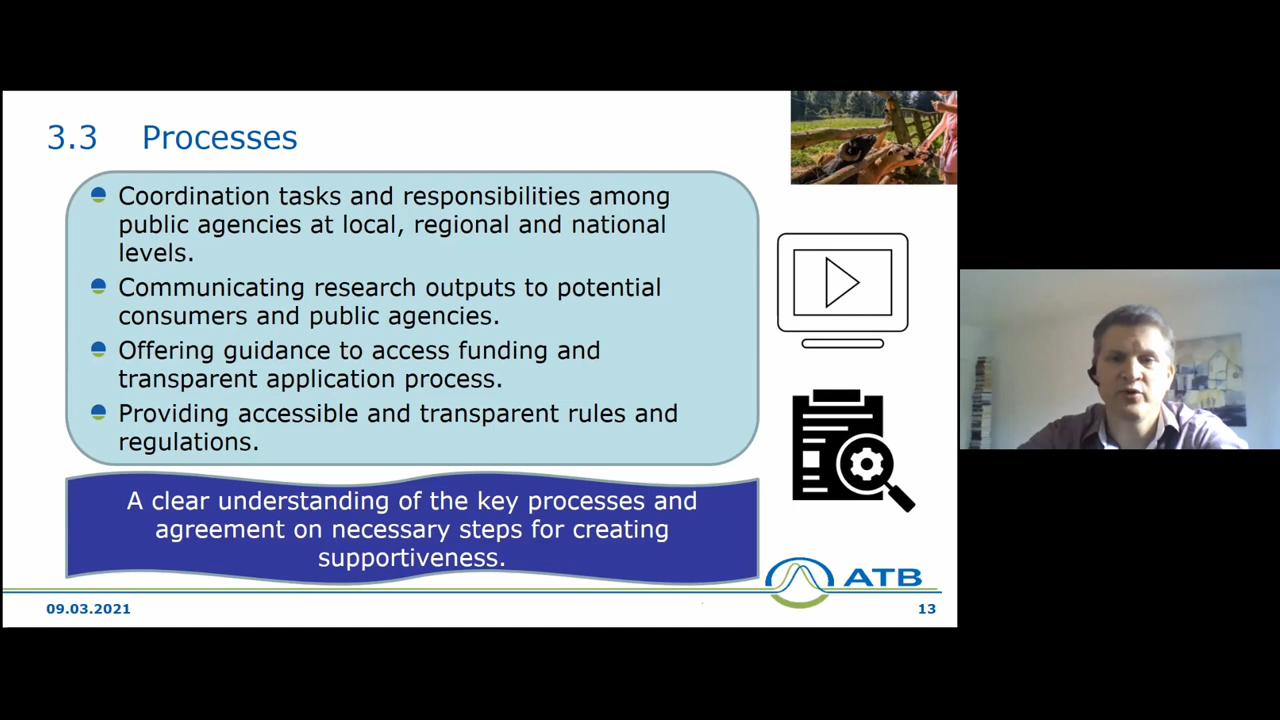 3.3 Processes
Coordination tasks and responsibilities among
public agencies at local, regional and national
levels.
Communicating research outputs to potential
consumers and public agencies.
Offering guidance to access funding and
transparent application process.
Providing accessible and transparent rules and
regulations.
A clear understanding of the key processes and
agreement on necessary steps for creating
supportiveness.
ATB
09.03.2021
13